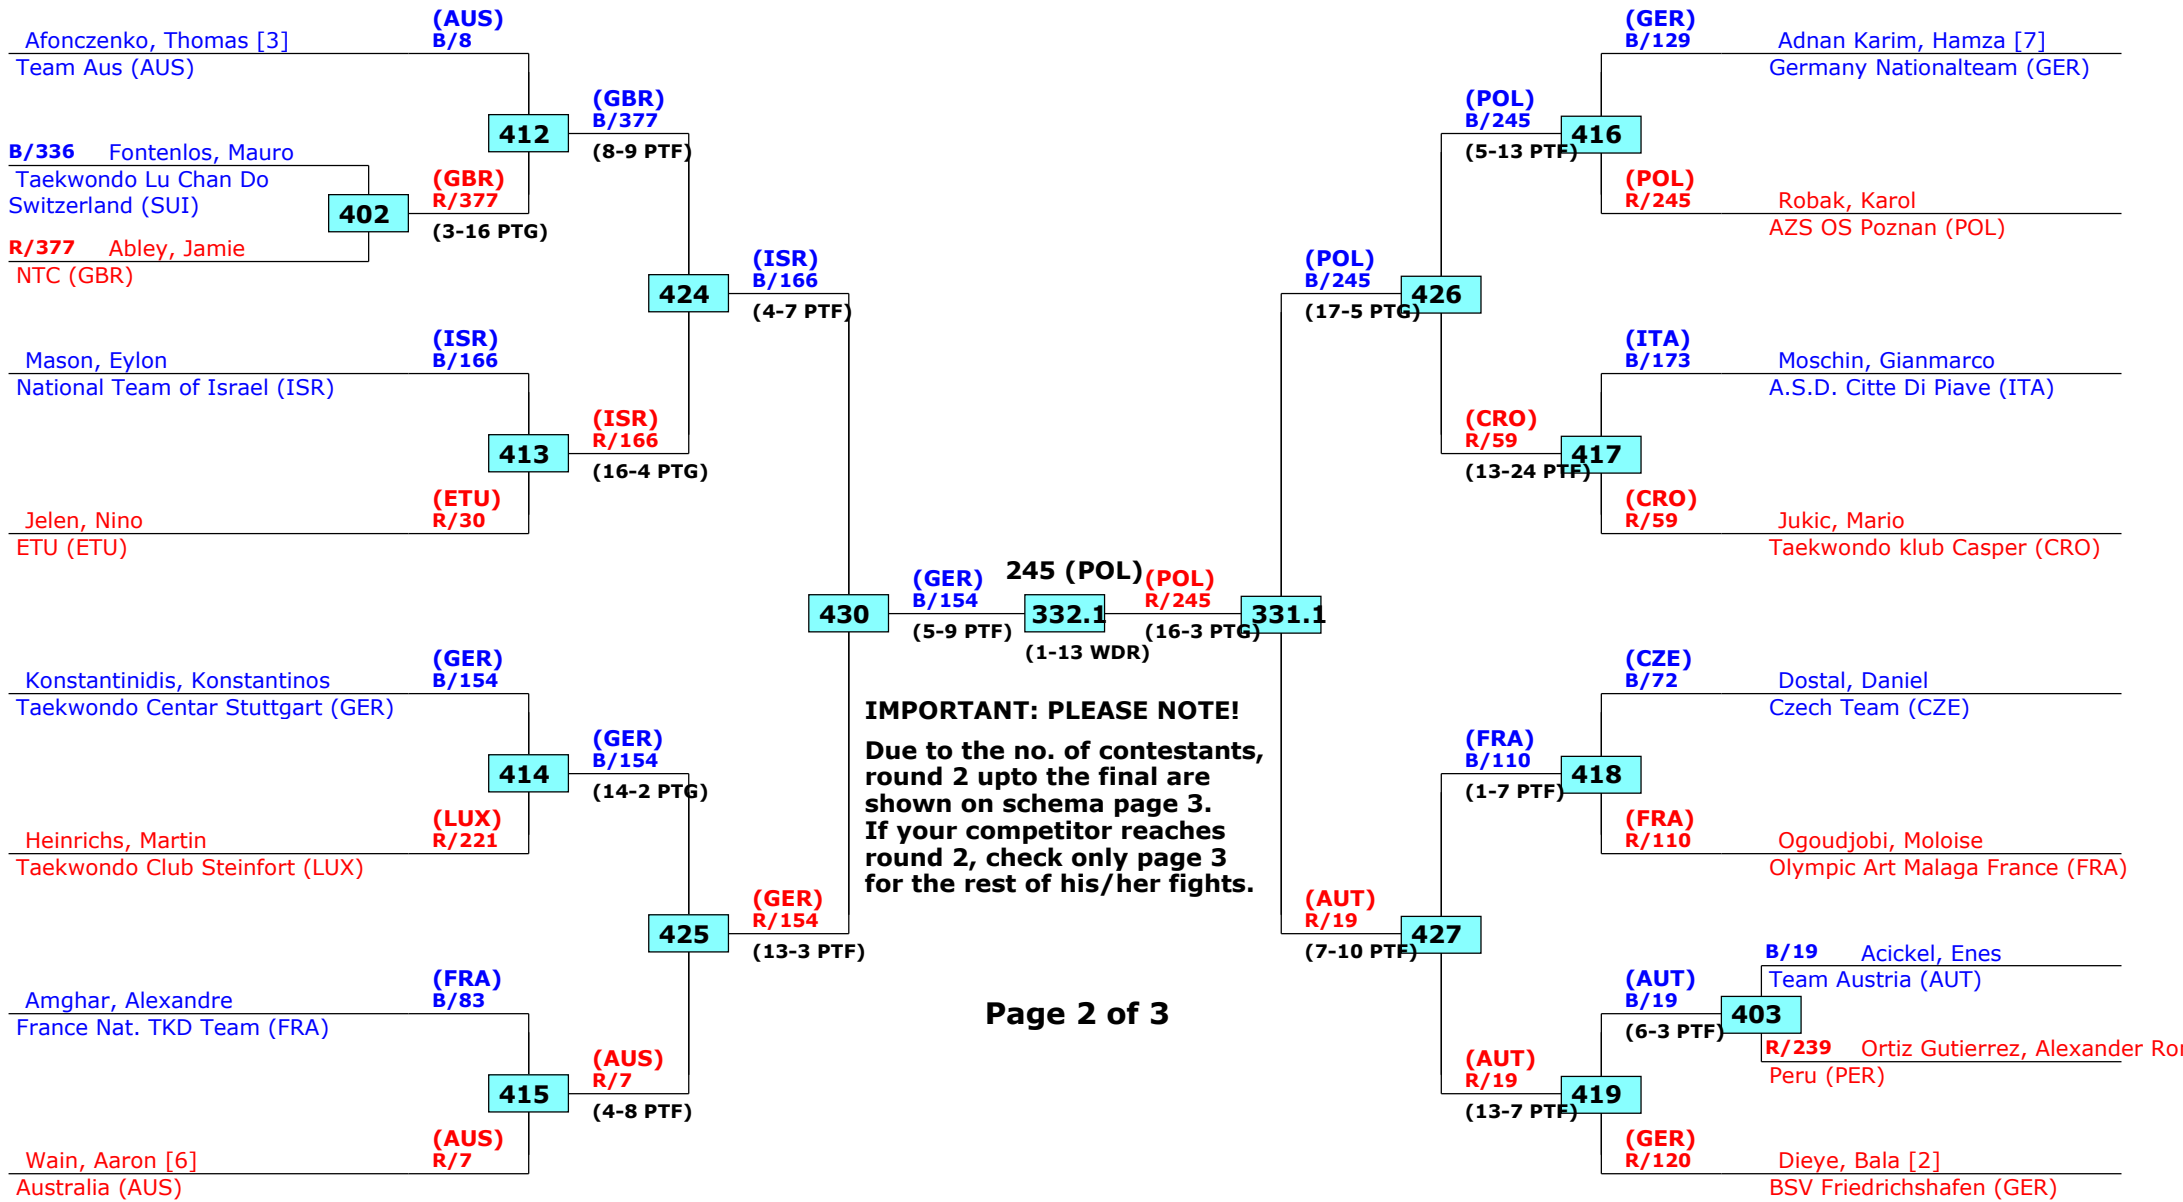 (AUS)
B/8
Afonczenko, Thomas [3]
Team Aus (AUS)
412
(GBR)
B/377
(8-9 PTF)
B/336 Fontenlos, Mauro
Taekwondo Lu Chan Do
Switzerland (SUI)
402
(GBR)
R/377
(3-16 PTG)
R/377 Abley, Jamie
NTC (GBR)
424
(ISR)
B/166
(4-7 PTF)
(ISR)
B/166
Mason, Eylon
National Team of Israel (ISR)
413
(ISR)
R/166
(16-4 PTG)
(ETU)
R/30
Jelen, Nino
ETU (ETU)
430
(GER)
B/154
(5-9 PTF)
245 (POL)
332.1
(1-13 WDR)
(POL)
R/245
(16-3 PTG)
331.1
(GER)
B/154
Konstantinidis, Konstantinos
Taekwondo Centar Stuttgart (GER)
414
(GER)
B/154
(14-2 PTG)
(LUX)
R/221
Heinrichs, Martin
Taekwondo Club Steinfort (LUX)
425
(GER)
R/154
(13-3 PTF)
(FRA)
B/83
Amghar, Alexandre
France Nat. TKD Team (FRA)
415
(AUS)
R/7
(4-8 PTF)
(AUS)
R/7
Wain, Aaron [6]
Australia (AUS)
IMPORTANT: PLEASE NOTE!
Due to the no. of contestants,
round 2 upto the final are
shown on schema page 3.
If your competitor reaches
round 2, check only page 3
for the rest of his/her fights.
Page 2 of 3
(GER)
B/129
Adnan Karim, Hamza [7]
Germany Nationalteam (GER)
(POL)
B/245
(5-13 PTF)
416
(POL)
R/245
Robak, Karol
AZS OS Poznan (POL)
(POL)
B/245
(17-5 PTG)
426
(ITA)
B/173
Moschin, Gianmarco
A.S.D. Citte Di Piave (ITA)
(CRO)
R/59
(13-24 PTF)
417
(CRO)
R/59
Jukic, Mario
Taekwondo klub Casper (CRO)
(CZE)
B/72
Dostal, Daniel
Czech Team (CZE)
(FRA)
B/110
(1-7 PTF)
418
(FRA)
R/110
Ogoudjobi, Moloise
Olympic Art Malaga France (FRA)
(AUT)
R/19
(7-10 PTF)
427
B/19 Acickel, Enes
Team Austria (AUT)
(AUT)
B/19
(6-3 PTF)
403
R/239 Ortiz Gutierrez, Alexander
Peru (PER)
(AUT)
R/19
(13-7 PTF)
419
(GER)
R/120
Dieye, Bala [2]
BSV Friedrichshafen (GER)